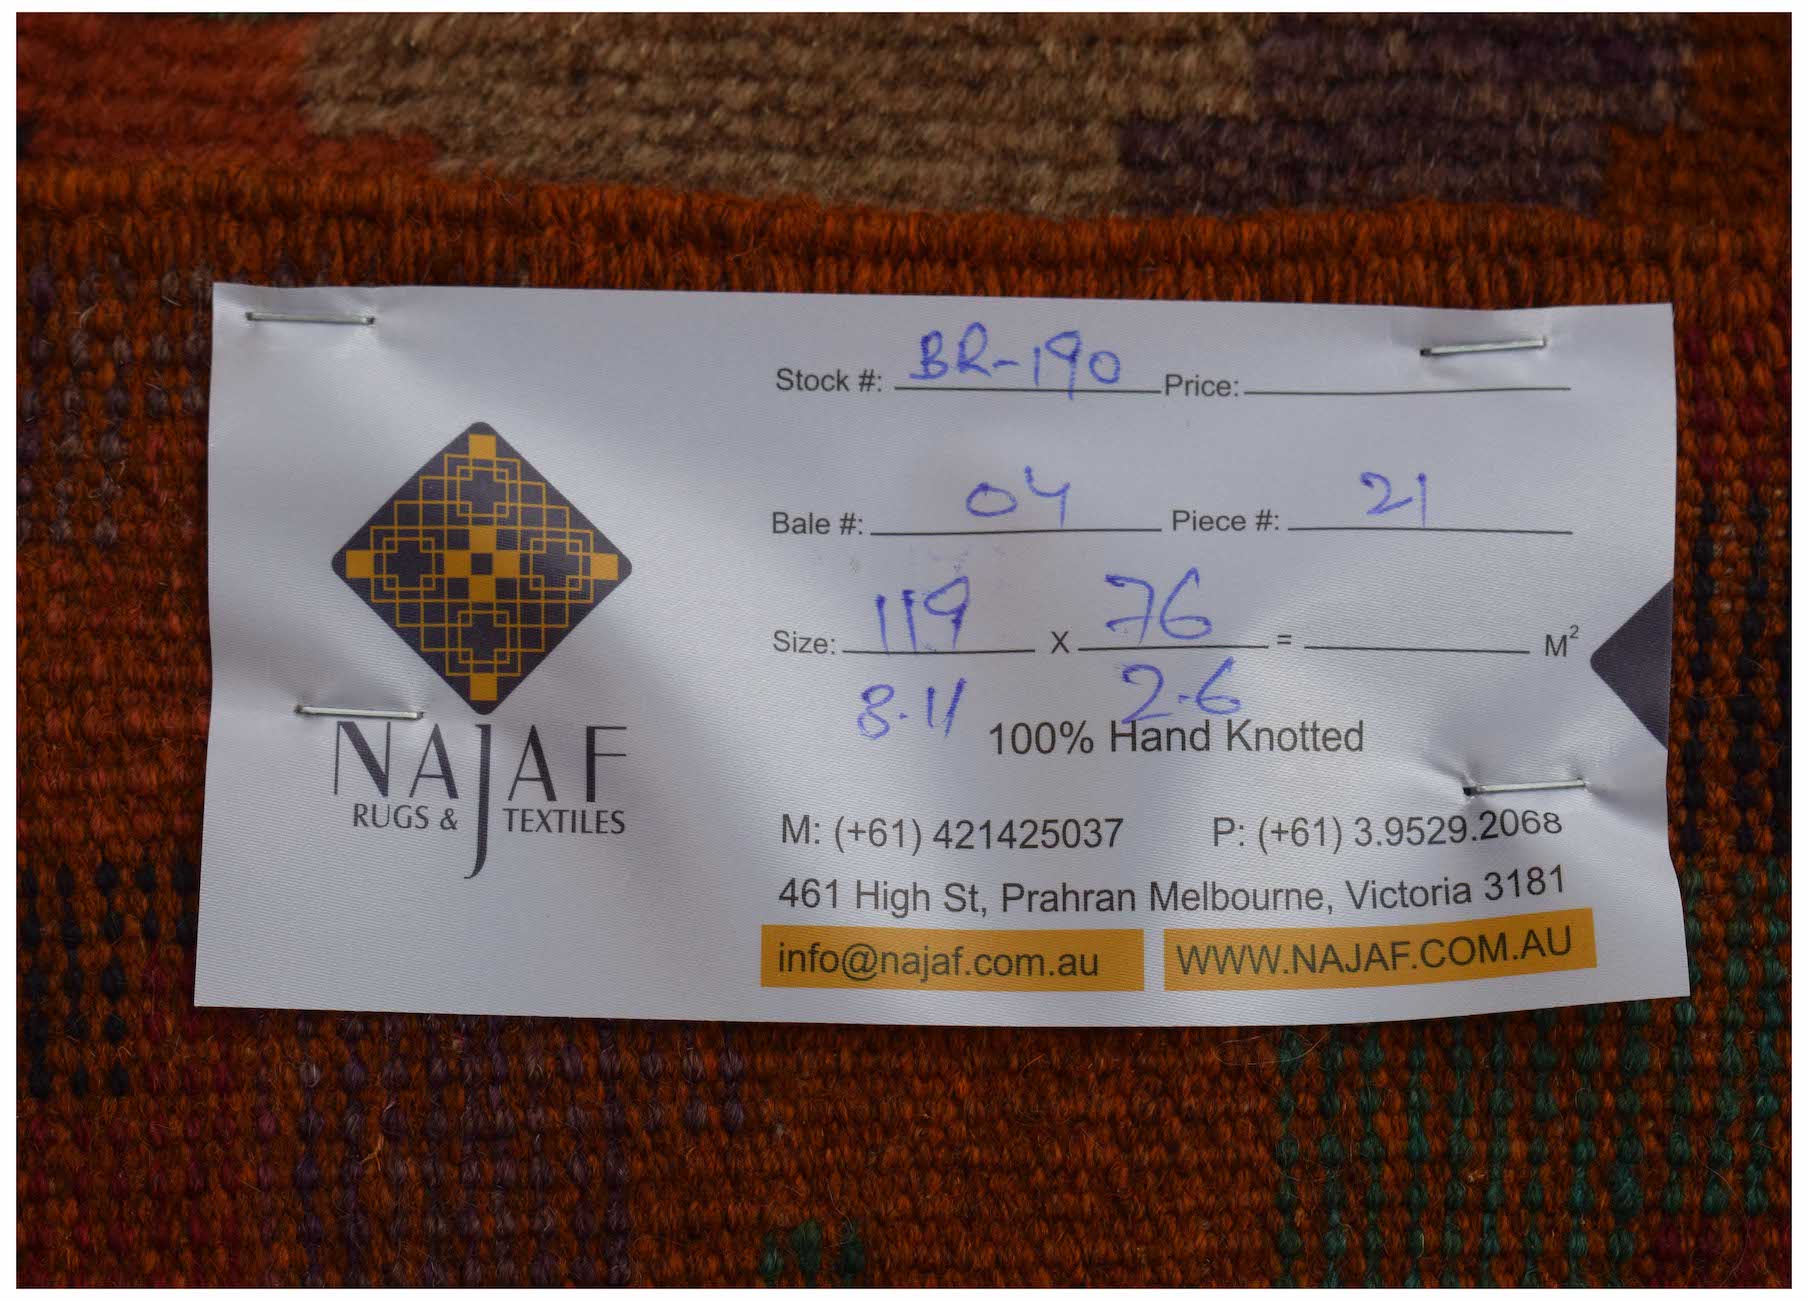 Stock #: BR-190 Price:
Bale #: 04 Piece #: 21
Size: 119 X 76 = M²
3.11 2.6
100% Hand Knotted
NAJAF
RUGS & TEXTILES
M: (+61) 421425037 P: (+61) 3.9529.2068
461 High St, Prahran Melbourne, Victoria 3181
info@najaf.com.au WWW.NAJAF.COM.AU